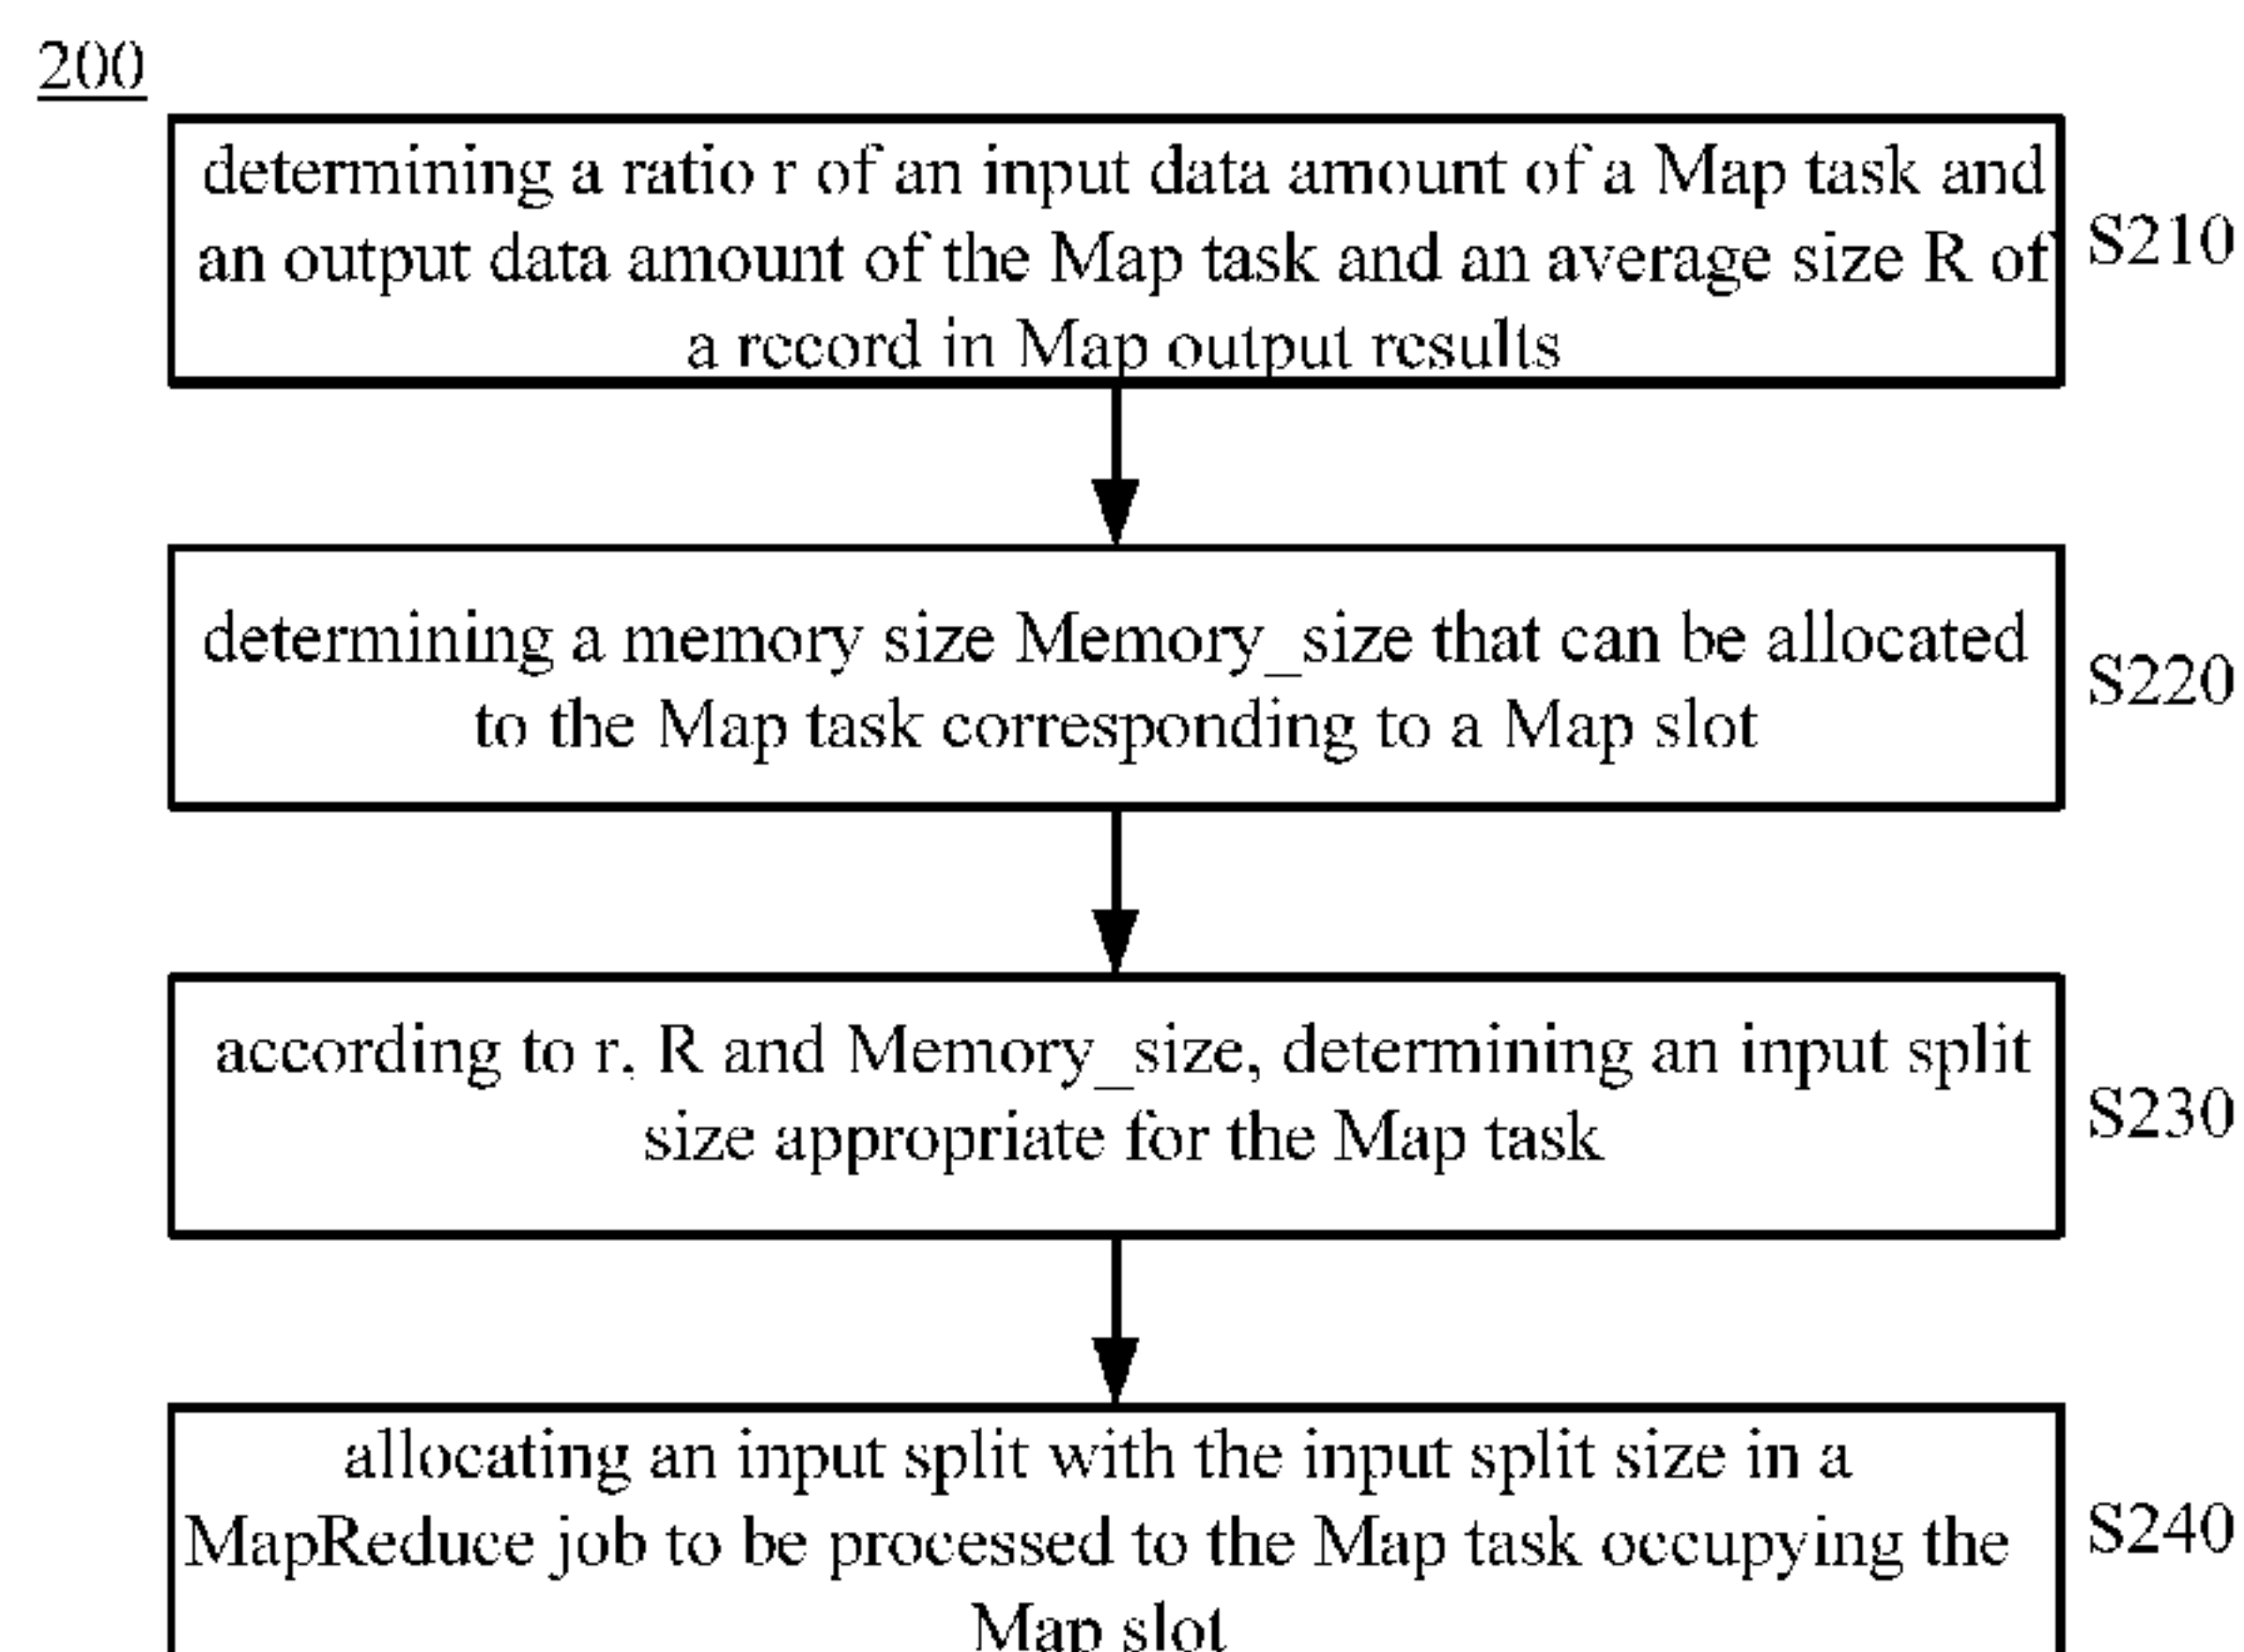 200
determining a ratio r of an input data amount of a Map task and
an output data amount of the Map task and an average size R of
a record in Map output results
S210
determining a memory size Memory_size that can be allocated
to the Map task corresponding to a Map slot
S220
according to r, R and Memory_size, determining an input split
size appropriate for the Map task
S230
allocating an input split with the input split size in a
MapReduce job to be processed to the Map task occupying the
Map slot
S240